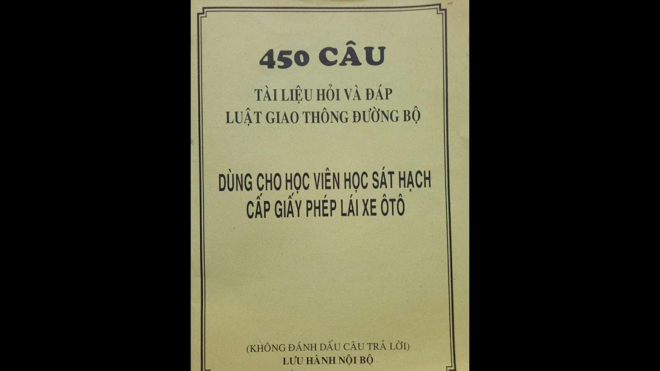 450 CÂU
TÀI LIỆU HỎI VÀ ĐÁP
LUẬT GIAO THÔNG ĐƯỜNG BỘ
DÙNG CHO HỌC VIÊN HỌC SÁT HẠCH
CẤP GIẤY PHÉP LÁI XE ÔTÔ
(KHÔNG ĐÁNH DẤU CÂU TRẢ LỜI)
LƯU HÀNH NỘI BỘ